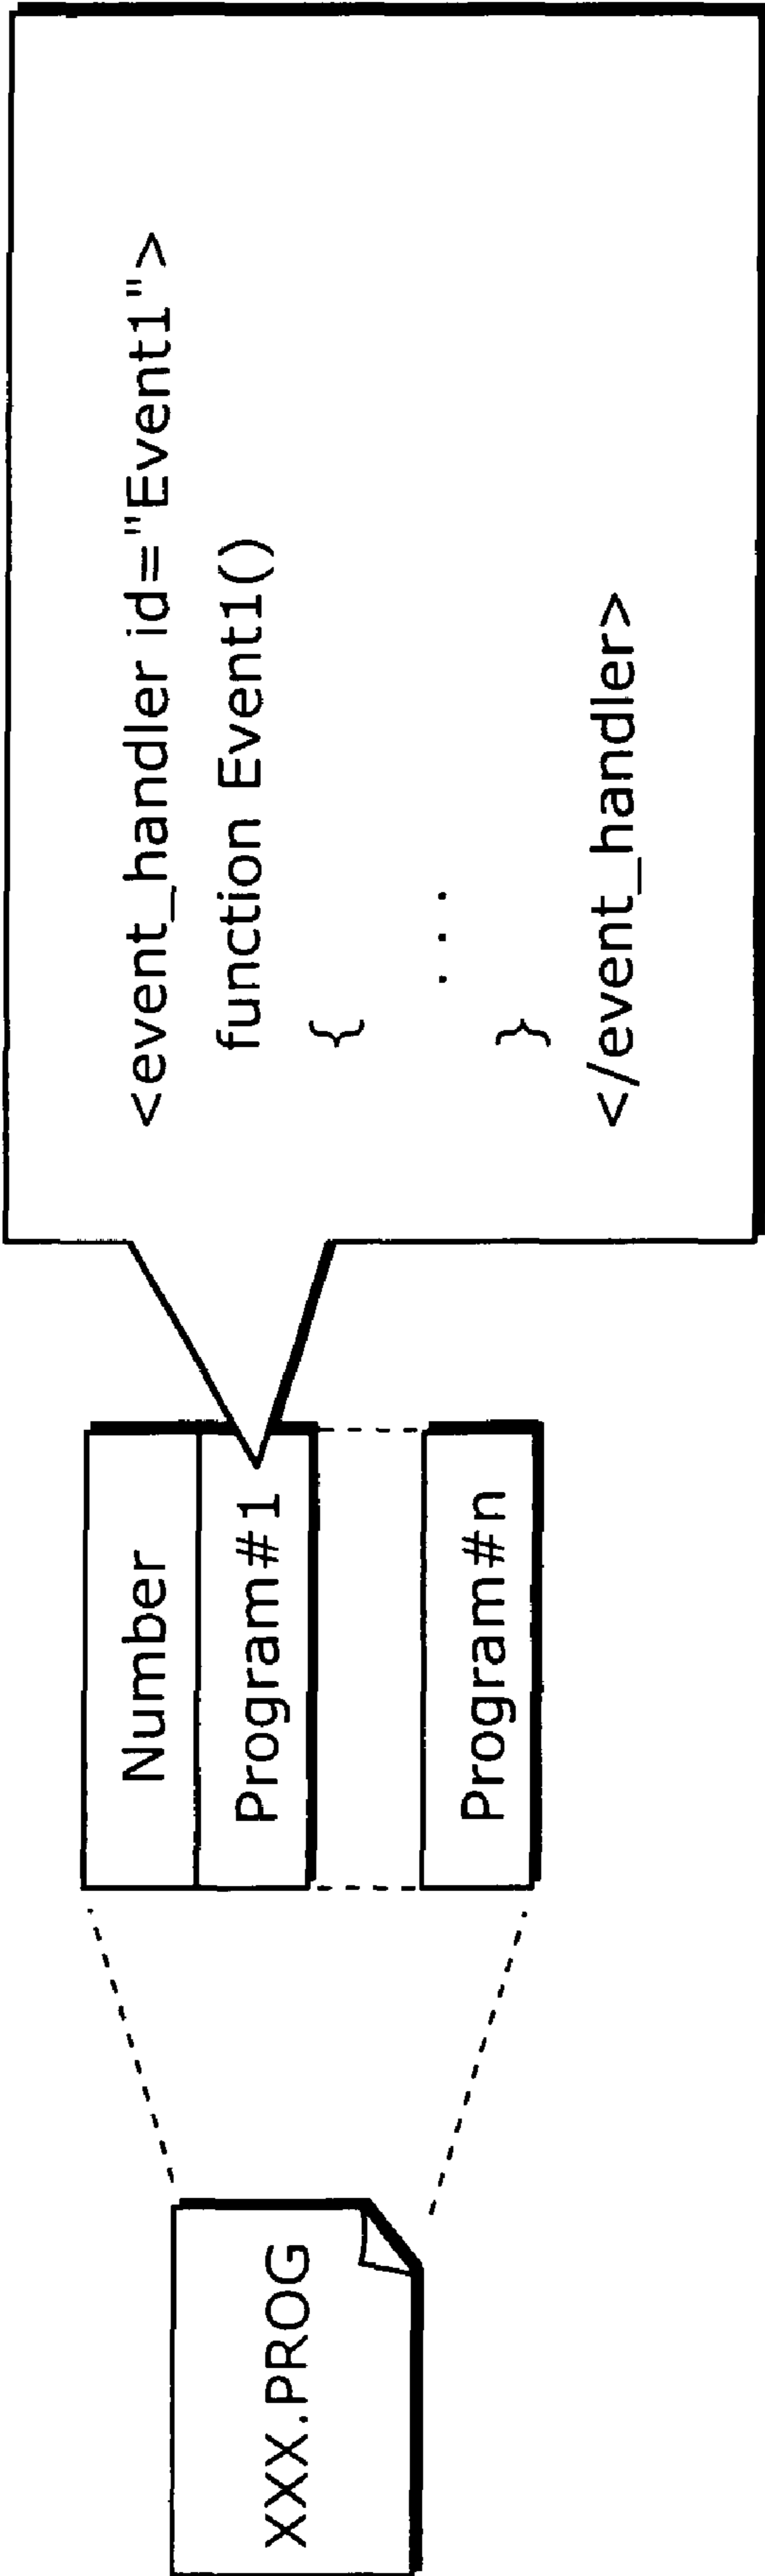 XXX.PROG
Number
Program#1
Program#n
<event_handler id="Event1">
function Event1()
{
. . .
}
</event_handler>